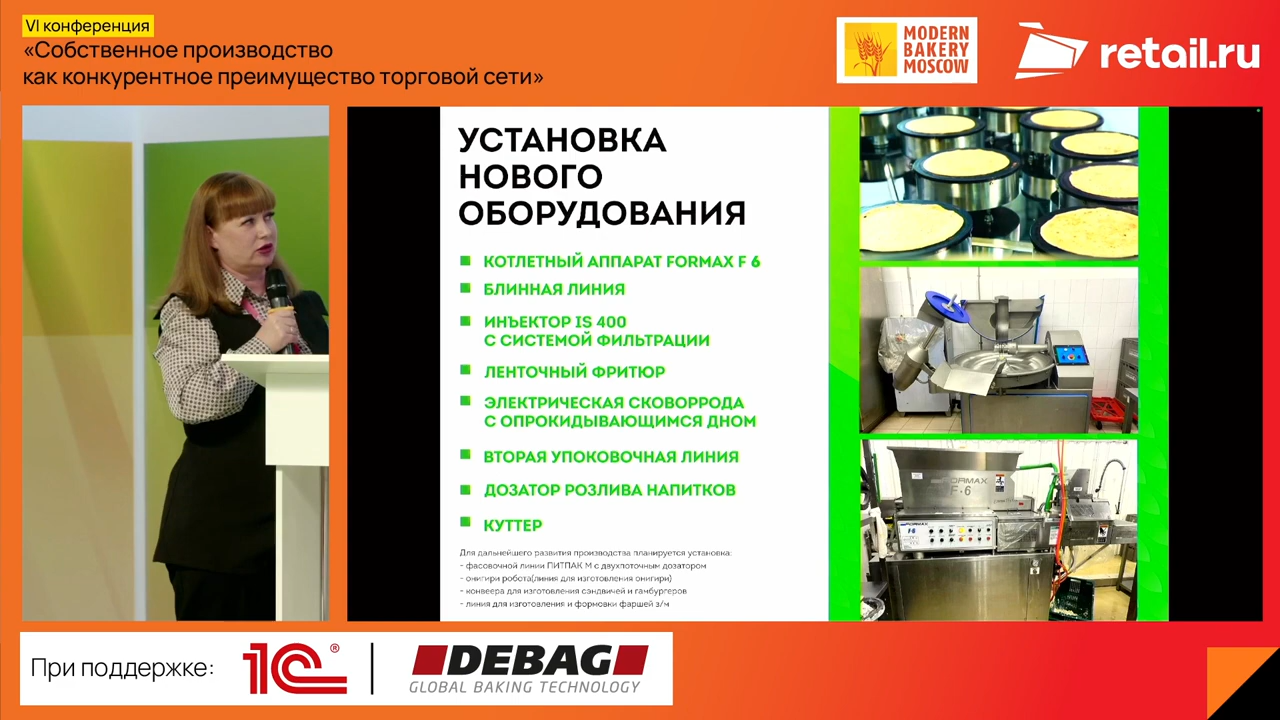 VI конференция
«Собственное производство
как конкурентное преимущество торговой сети»
MODERN
BAKERY
MOSCOW
retail.ru
УСТАНОВКА
НОВОГО
ОБОРУДОВАНИЯ
КОТЛЕТНЫЙ АППАРАТ FORMAX F 6
БЛИННАЯ ЛИНИЯ
ИНЪЕКТОР IS 400
С СИСТЕМОЙ ФИЛЬТРАЦИИ
ЛЕНТОЧНЫЙ ФРИТЮР
ЭЛЕКТРИЧЕСКАЯ СКОВОРРОДА
С ОПРОКИДЫВАЮЩИМСЯ ДНОМ
ВТОРАЯ УПОКОВОЧНАЯ ЛИНИЯ
ДОЗАТОР РОЗЛИВА НАПИТКОВ
КУТТЕР
Для дальнейшего развития производства планируется установка:
- фасовочной линии ПИТПАК М с двухпоточным дозатором
- онигири робота(линия для изготовления онигири)
- конвеера для изготовления сандвичей и гамбургеров
- линия для изготовления и формовки фаршей з/м
FORMAX
F-6
FORMAX
При поддержке:
1С®
DEBAG
GLOBAL BAKING TECHNOLOGY